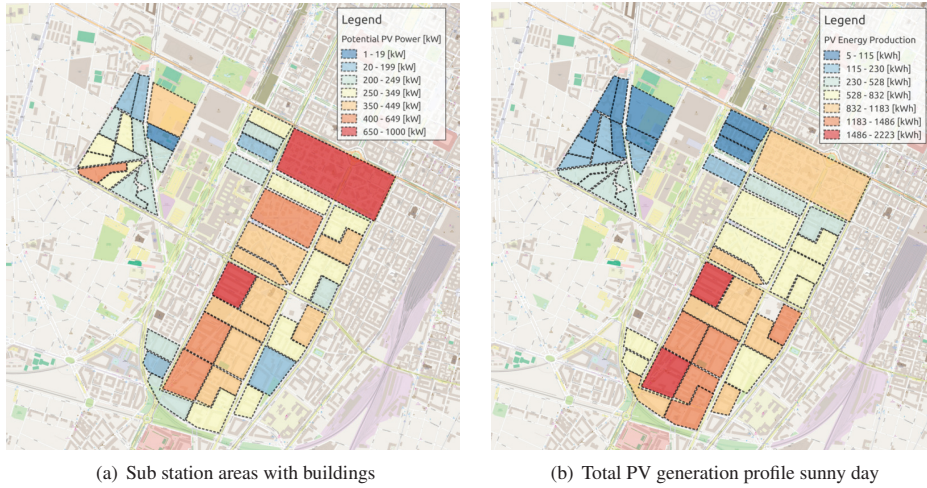 Legend
Potential PV Power [kW]
1 - 19 [kW]
20 - 199 [kW]
200 - 249 [kW]
250 - 349 [kW]
350 - 449 [kW]
400 - 649 [kW]
650 - 1000 [kW]
(a) Sub station areas with buildings
Legend
PV Energy Production
5 - 115 [kWh]
115 - 230 [kWh]
230 - 528 [kWh]
528 - 832 [kWh]
832 - 1183 [kWh]
1183 - 1486 [kWh]
1486 - 2223 [kWh]
(b) Total PV generation profile sunny day